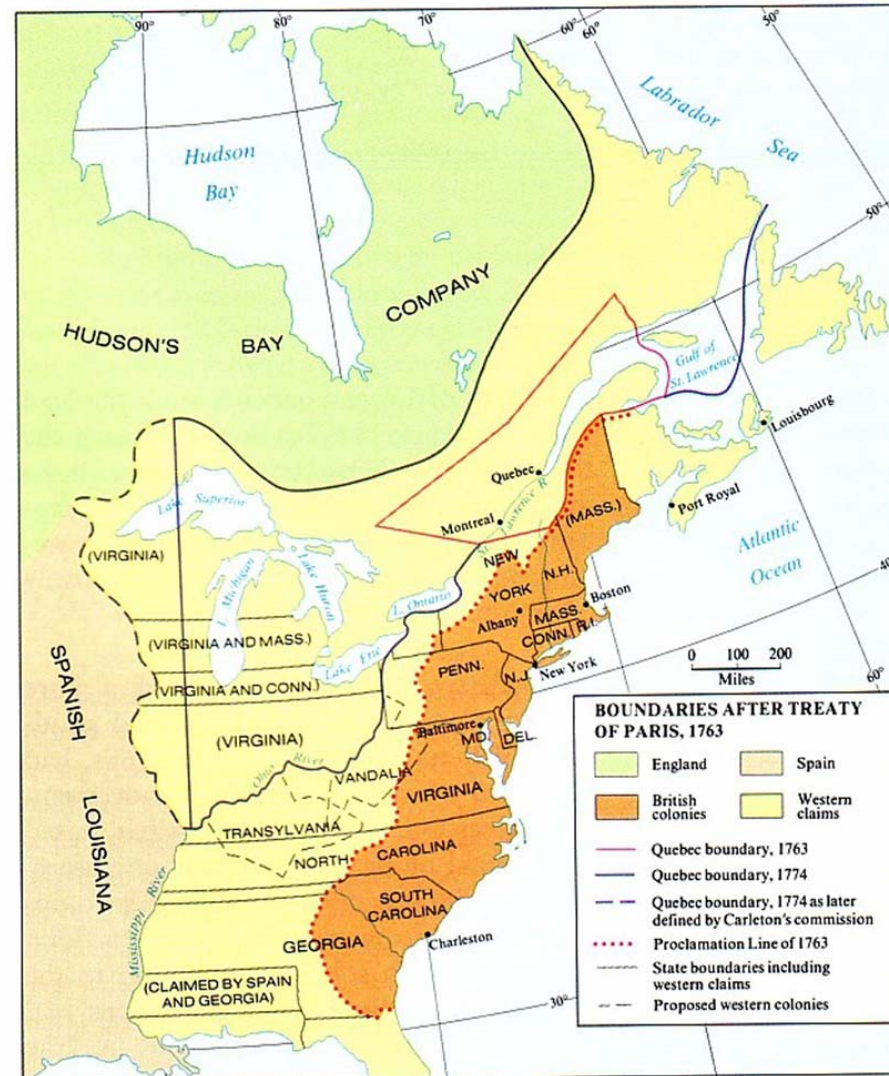 90°
80°
70°
60°
60°
50°
Labrador
Sea
Hudson
Bay
50°
HUDSON'S BAY COMPANY
Gulf of
St. Lawrence
Louisbourg
Quebec
St. Lawrence R.
Montreal
Port Royal
Lake Superior
(MASS.)
Atlantic
Ocean
(VIRGINIA)
L. Michigan
Lake Huron
L. Ontario
NEW
YORK
N.H.
40°
Boston
Albany
MASS.
CONN.
R.I.
(VIRGINIA AND MASS.)
Lake Erie
PENN.
N.J.
New York
0 100 200
Miles
60°
(VIRGINIA AND CONN.)
SPANISH
LOUISIANA
(VIRGINIA)
Baltimore
MD.
DEL.
Ohio River
VANDALIA
VIRGINIA
TRANSYLVANIA
NORTH CAROLINA
SOUTH
CAROLINA
Mississippi River
GEORGIA
Charleston
(CLAIMED BY SPAIN
AND GEORGIA)
30°
BOUNDARIES AFTER TREATY
OF PARIS, 1763
England
Spain
British
colonies
Western
claims
Quebec boundary, 1763
Quebec boundary, 1774
Quebec boundary, 1774 as later
defined by Carleton's commission
Proclamation Line of 1763
State boundaries including
western claims
Proposed western colonies